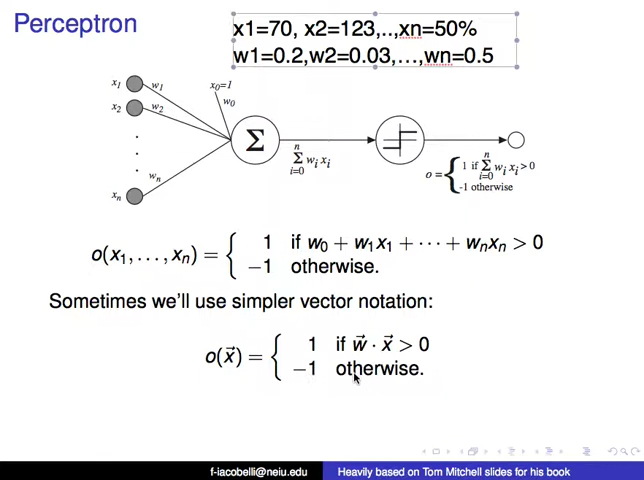 Perceptron
x1=70, x2=123,..,xn=50%
w1=0.2,w2=0.03,…,wn=0.5
x₁ w₁ x₀=1
w₀
x₂ w₂
Σ
wₙ
xₙ
n
Σ wᵢ xᵢ
i=0
o = { 1 if Σⁿᵢ₌₀ wᵢ xᵢ > 0
-1 otherwise
o(x₁, . . . , xₙ) = { 1 if w₀ + w₁x₁ + · · · + wₙxₙ > 0
−1 otherwise.
Sometimes we'll use simpler vector notation:
o(x⃗) = { 1 if w⃗ · x⃗ > 0
−1 otherwise.
f-iacobelli@neiu.edu Heavily based on Tom Mitchell slides for his book